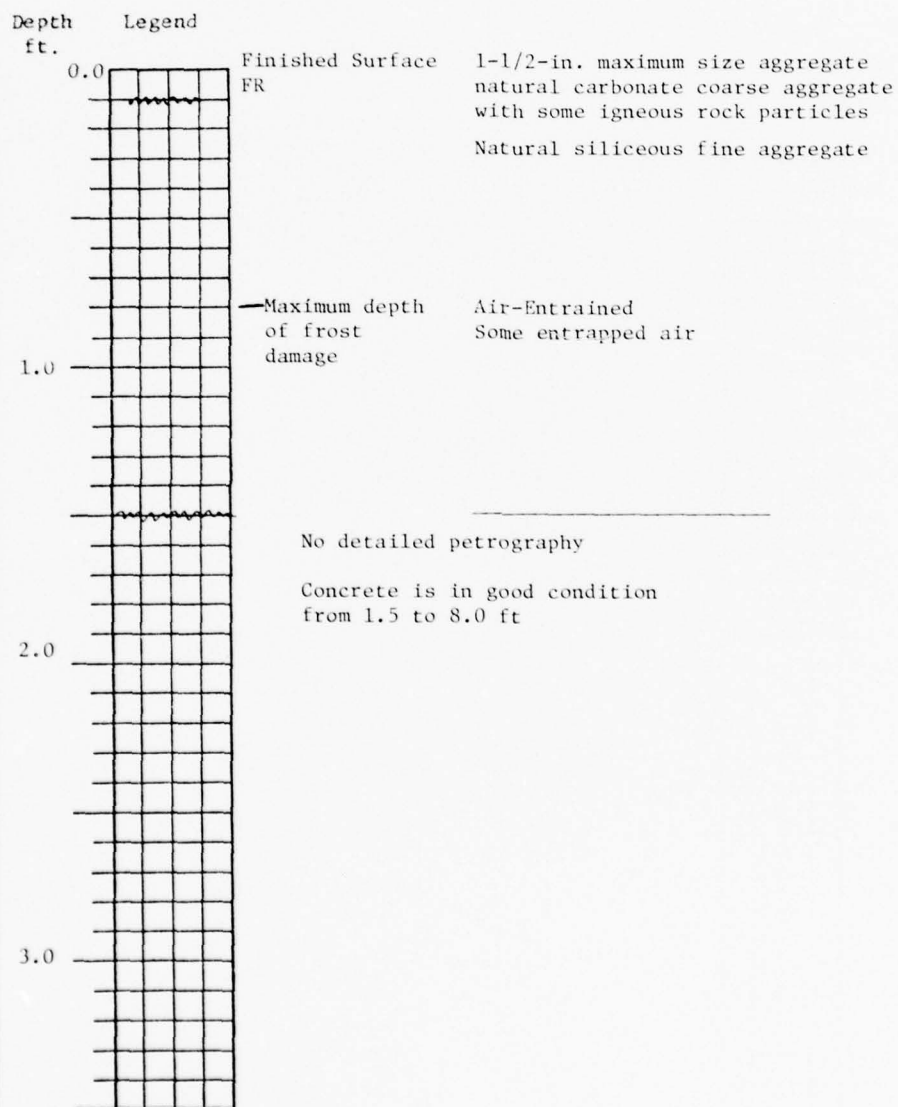 Depth Legend
ft.
0.0
Finished Surface
FR
1-1/2-in. maximum size aggregate
natural carbonate coarse aggregate
with some igneous rock particles
Natural siliceous fine aggregate
Maximum depth
of frost
damage
Air-Entrained
Some entrapped air
1.0
No detailed petrography
Concrete is in good condition
from 1.5 to 8.0 ft
2.0
3.0